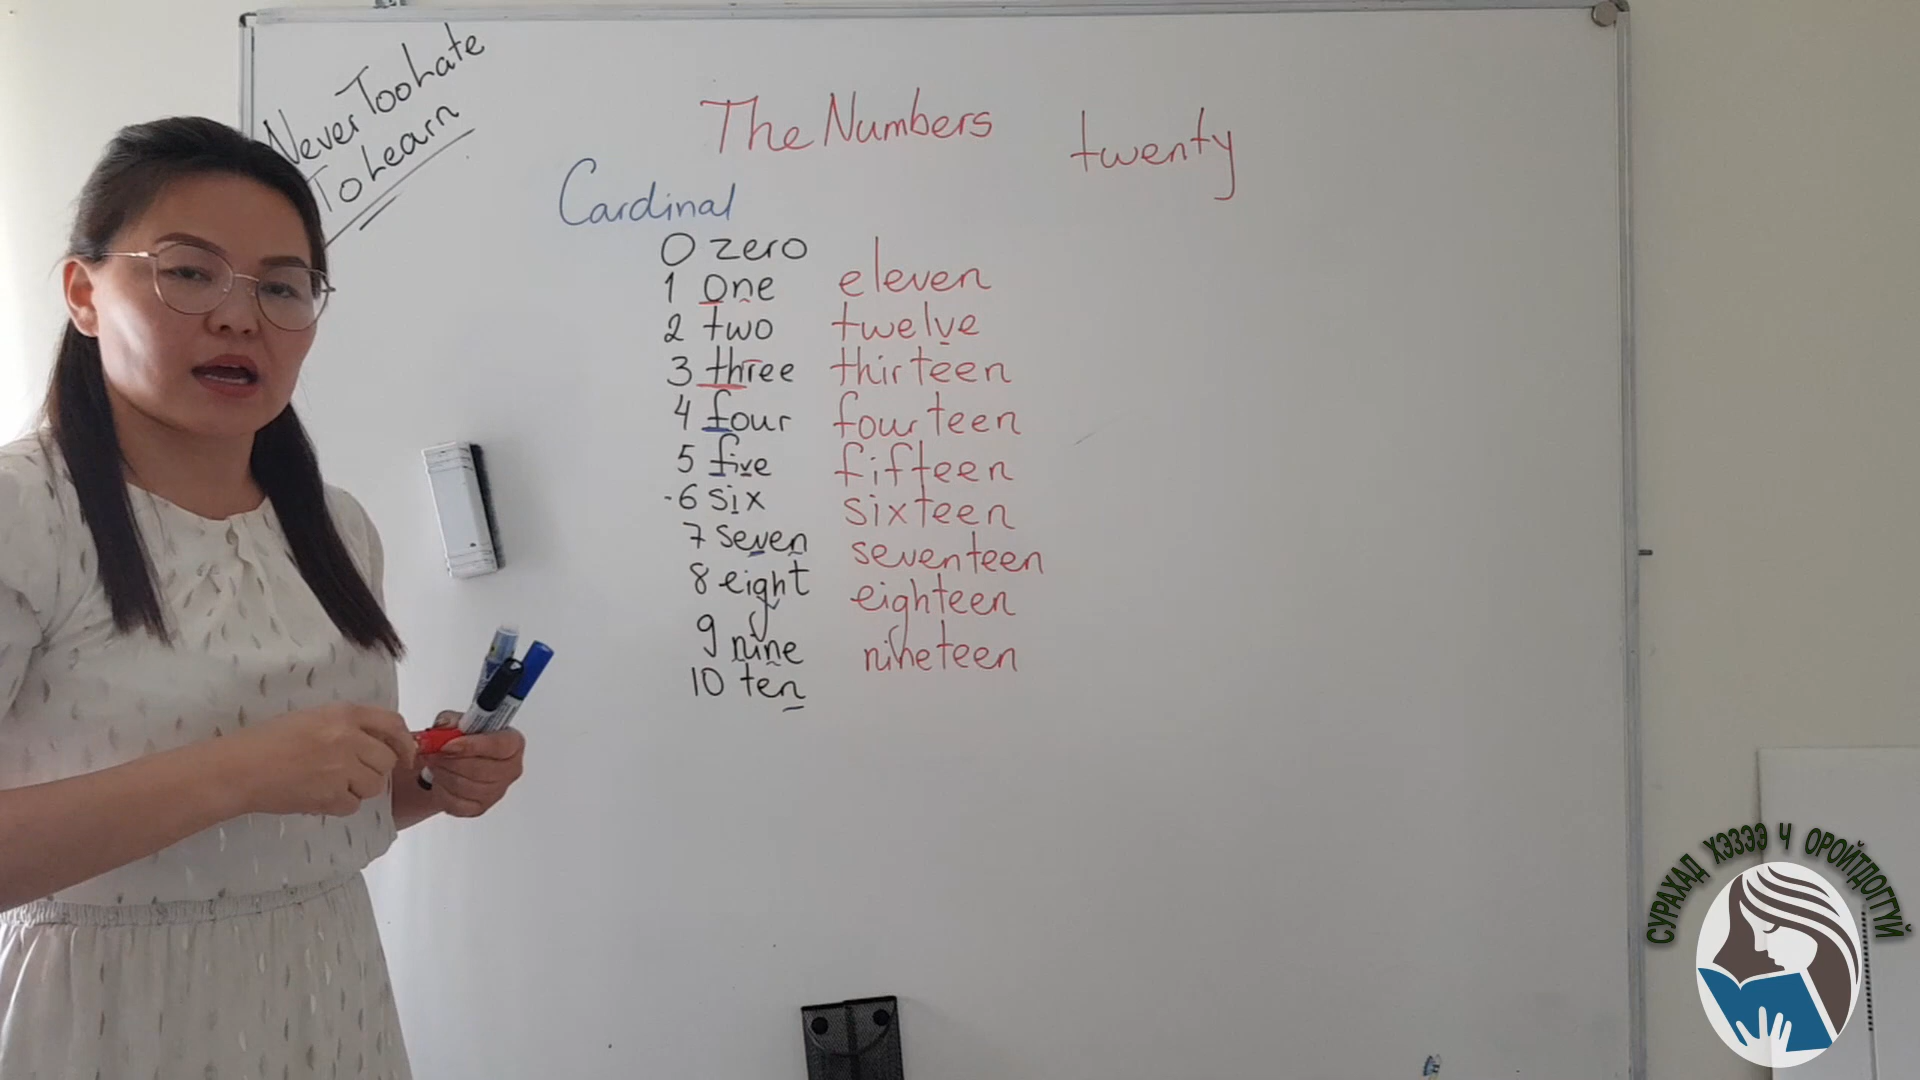 Never Too Late
To Learn
The Numbers
twenty
Cardinal
0 zero
1 one eleven
2 two twelve
3 three thirteen
4 four fourteen
5 five fifteen
6 six sixteen
7 seven seventeen
8 eight eighteen
9 nine nineteen
10 ten
СУРАХАД ХЭЗЭЭ Ч ОРОЙТДОГГҮЙ